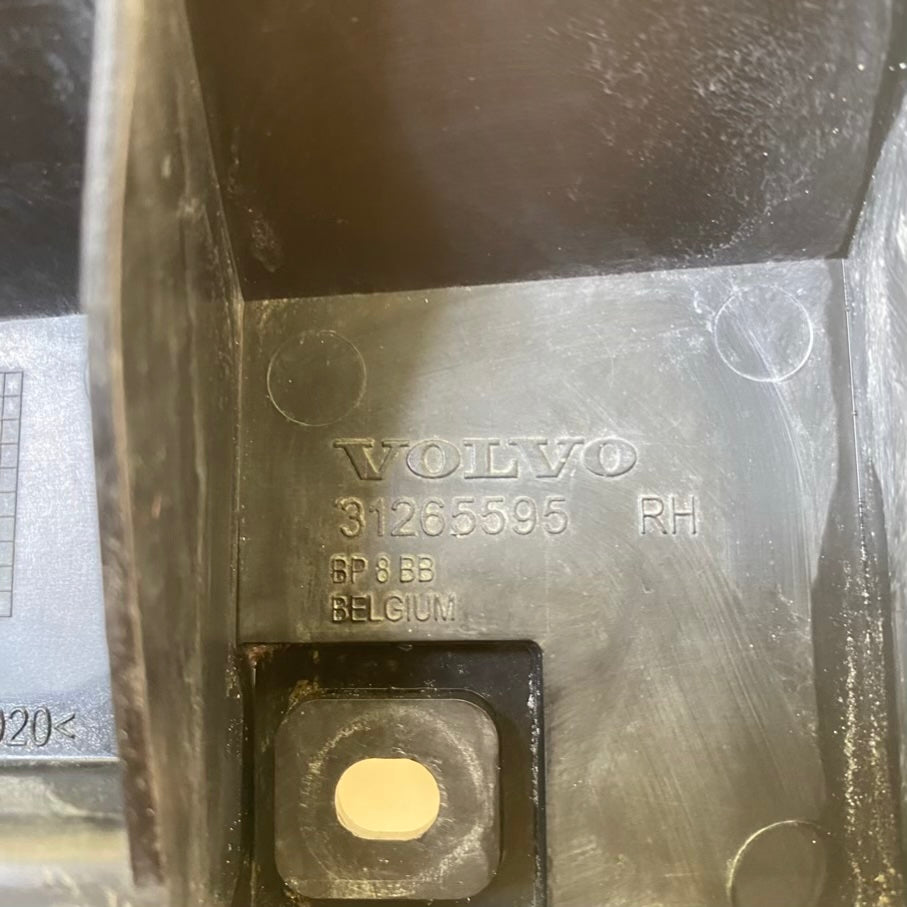 VOLVO
31265595 RH
BP 8 BB
BELGIUM
020<